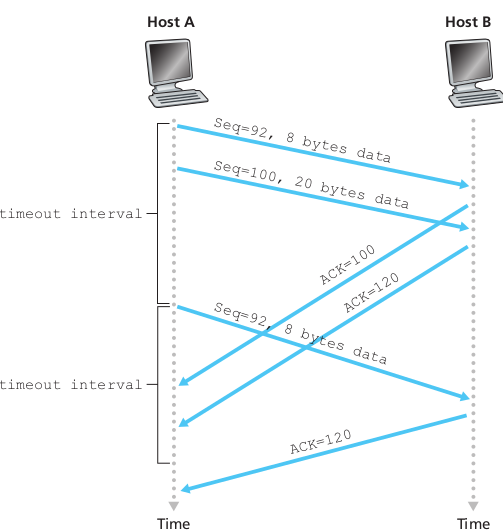 Host A
Host B
Seq=92, 8 bytes data
Seq=100, 20 bytes data
timeout interval
ACK=100
ACK=120
Seq=92, 8 bytes data
timeout interval
ACK=120
Time
Time